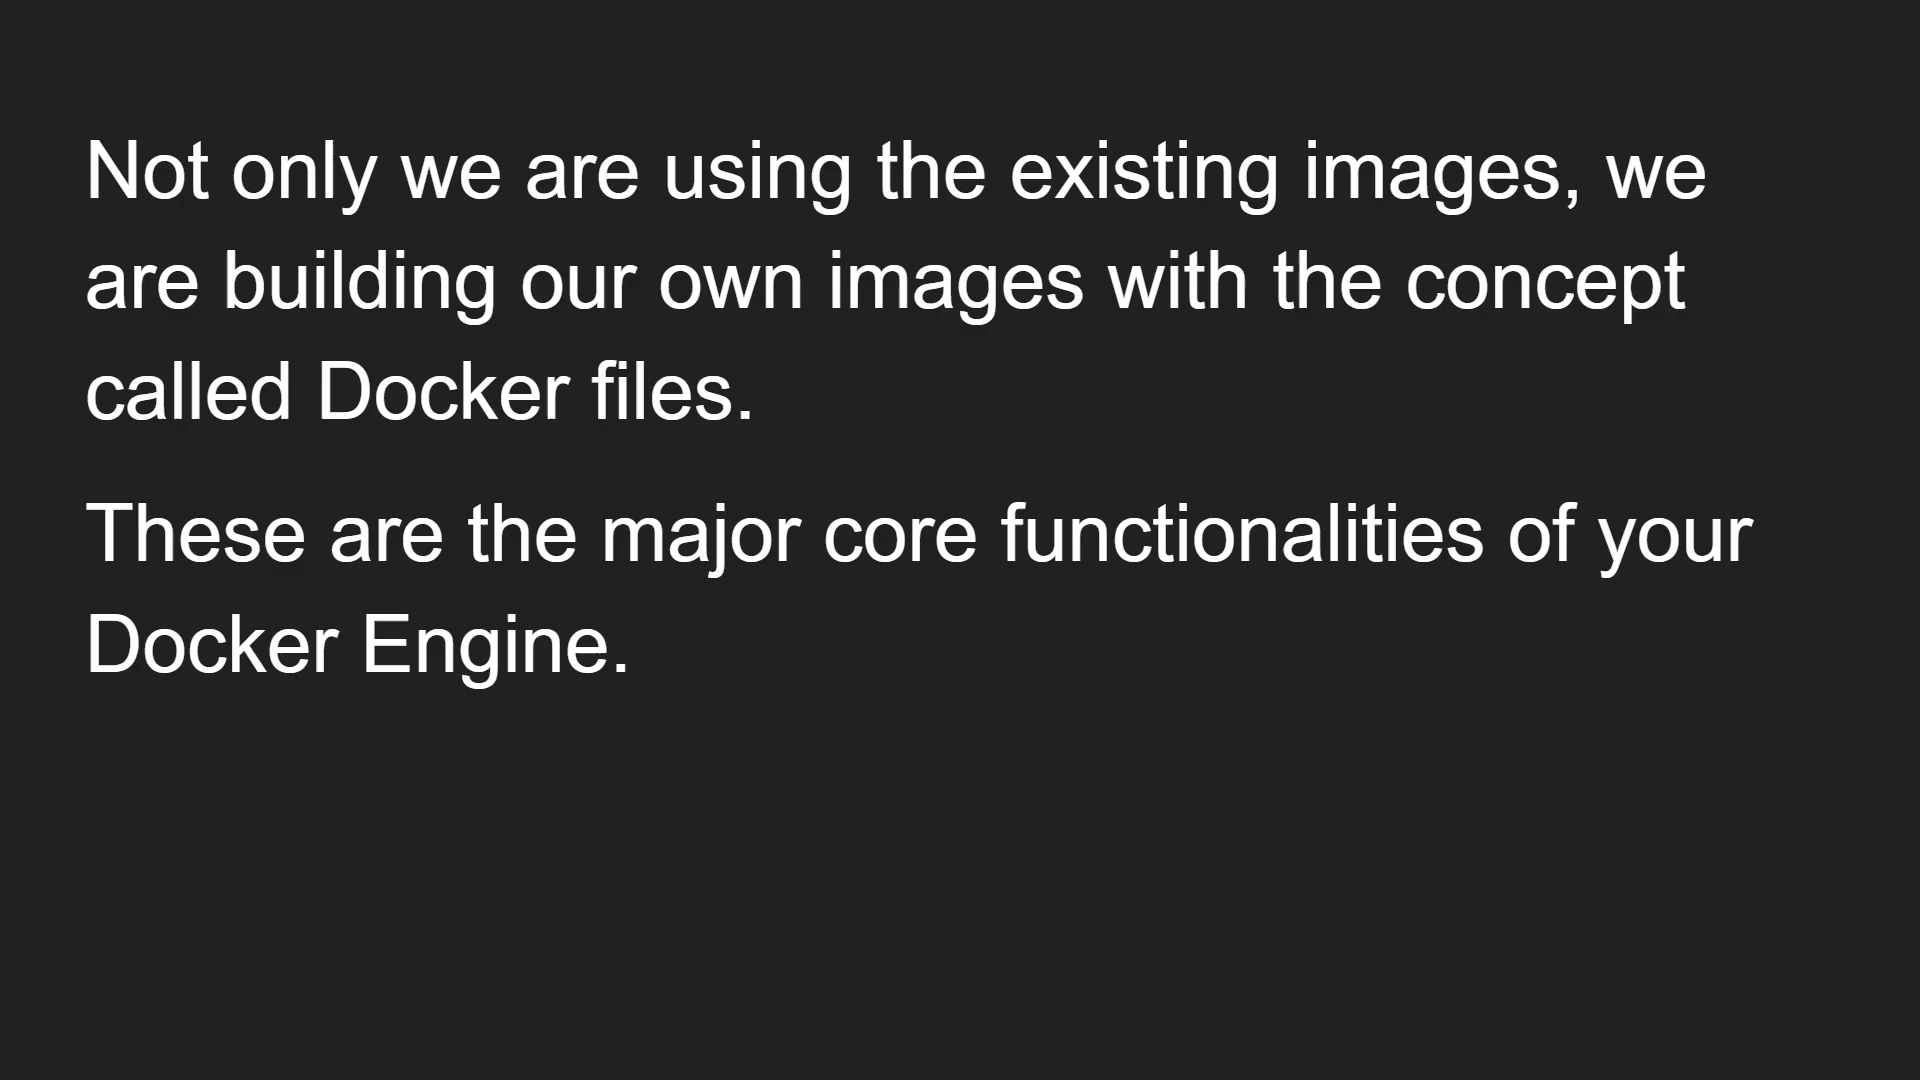 Not only we are using the existing images, we
are building our own images with the concept
called Docker files.
These are the major core functionalities of your
Docker Engine.